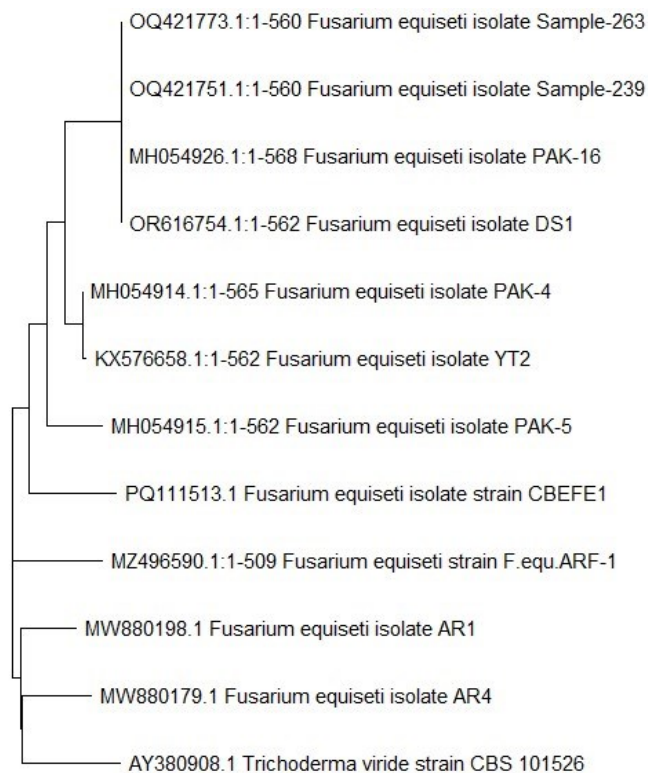 OQ421773.1:1-560 Fusarium equiseti isolate Sample-263
OQ421751.1:1-560 Fusarium equiseti isolate Sample-239
MH054926.1:1-568 Fusarium equiseti isolate PAK-16
OR616754.1:1-562 Fusarium equiseti isolate DS1
MH054914.1:1-565 Fusarium equiseti isolate PAK-4
KX576658.1:1-562 Fusarium equiseti isolate YT2
MH054915.1:1-562 Fusarium equiseti isolate PAK-5
PQ111513.1 Fusarium equiseti isolate strain CBEFE1
MZ496590.1:1-509 Fusarium equiseti strain F.equ.ARF-1
MW880198.1 Fusarium equiseti isolate AR1
MW880179.1 Fusarium equiseti isolate AR4
AY380908.1 Trichoderma viride strain CBS 101526